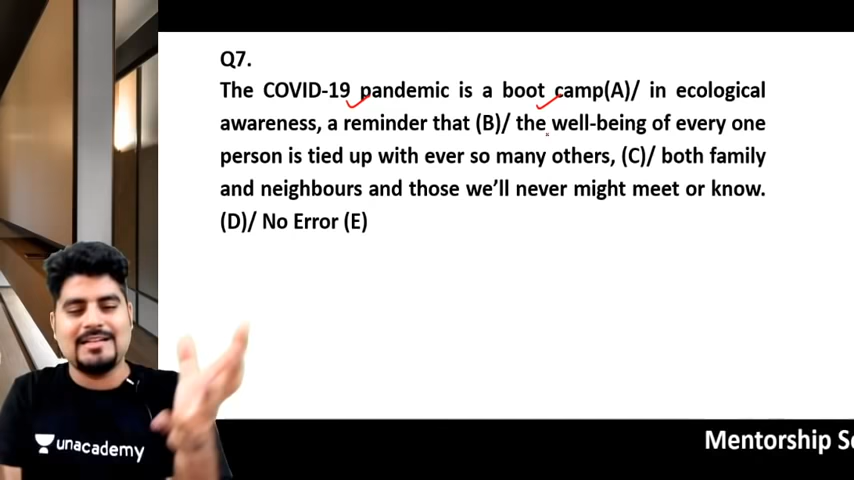 Q7.
The COVID-19 pandemic is a boot camp(A)/ in ecological
awareness, a reminder that (B)/ the well-being of every one
person is tied up with ever so many others, (C)/ both family
and neighbours and those we'll never might meet or know.
(D)/ No Error (E)
unacademy
Mentorship